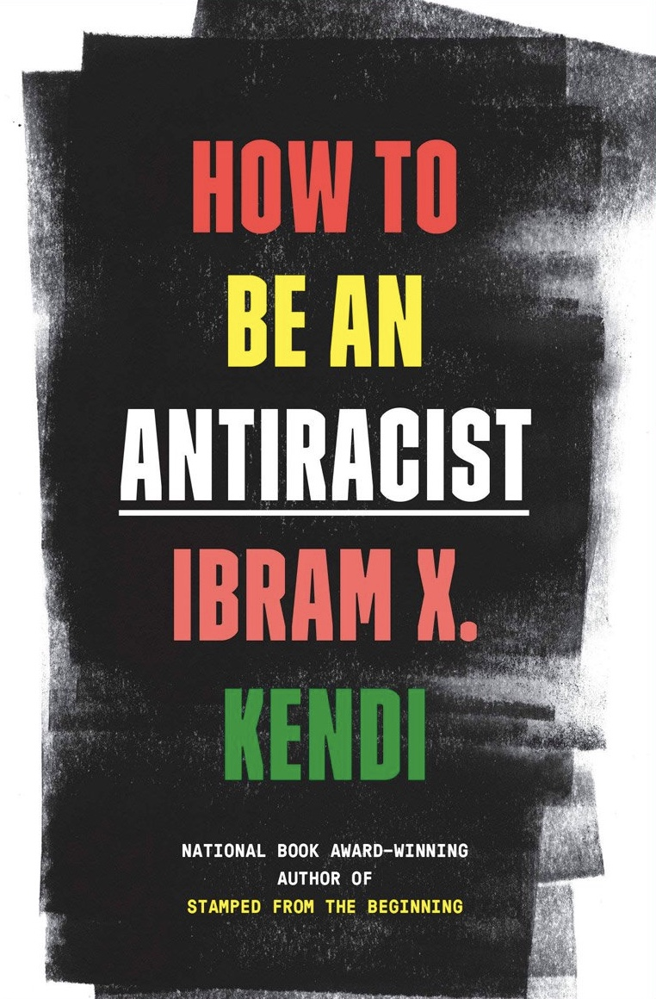 HOW TO
BE AN
ANTIRACIST
IBRAM X.
KENDI
NATIONAL BOOK AWARD–WINNING
AUTHOR OF
STAMPED FROM THE BEGINNING